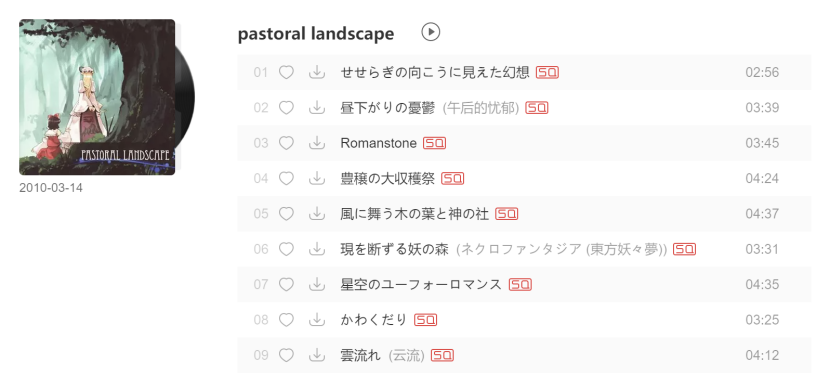 pastoral landscape
01 せせらぎの向こうに見えた幻想 SQ 02:56
02 昼下がりの憂鬱 (午后的忧郁) SQ 03:39
03 Romanstone SQ 03:45
04 豊穣の大収穫祭 SQ 04:24
05 風に舞う木の葉と神の社 SQ 04:37
06 現を断ずる妖の森 (ネクロファンタジア (東方妖々夢)) SQ 03:31
07 星空のユーフォーロマンス SQ 04:35
08 かわくだり SQ 03:25
09 雲流れ (云流) SQ 04:12
PASTORAL LANDSCAPE
2010-03-14